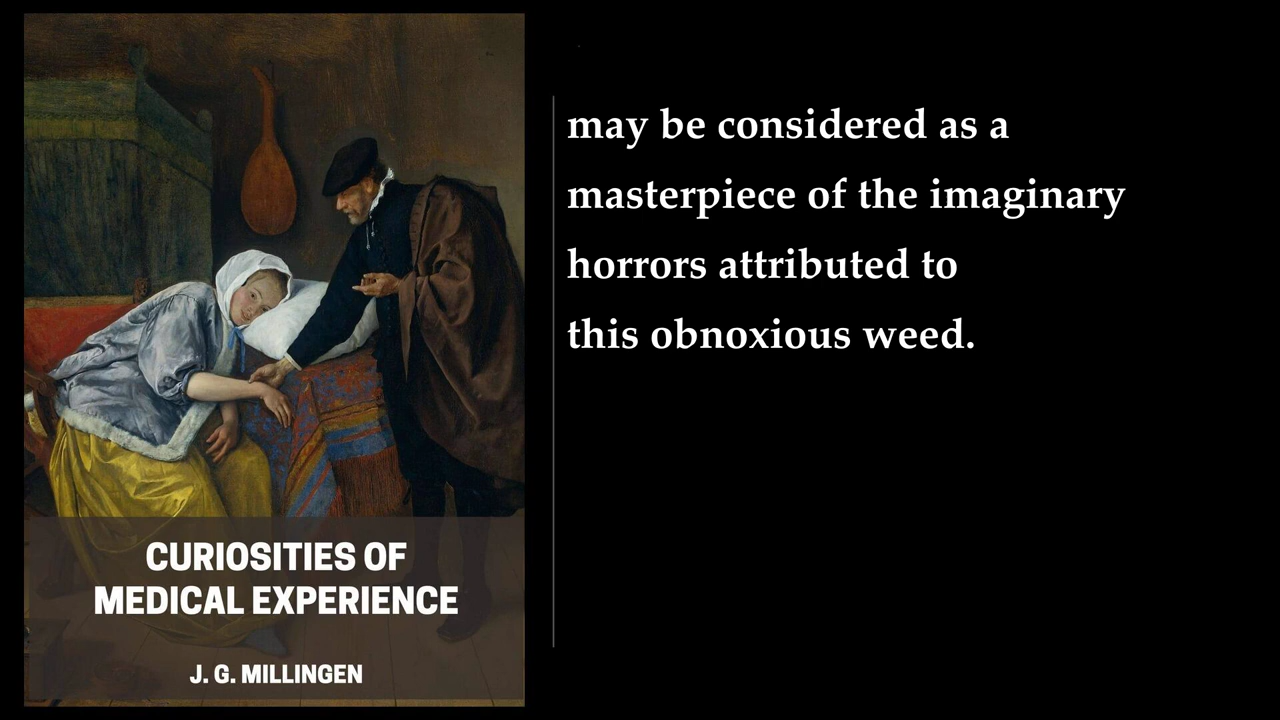 may be considered as a
masterpiece of the imaginary
horrors attributed to
this obnoxious weed.
CURIOSITIES OF
MEDICAL EXPERIENCE
J. G. MILLINGEN